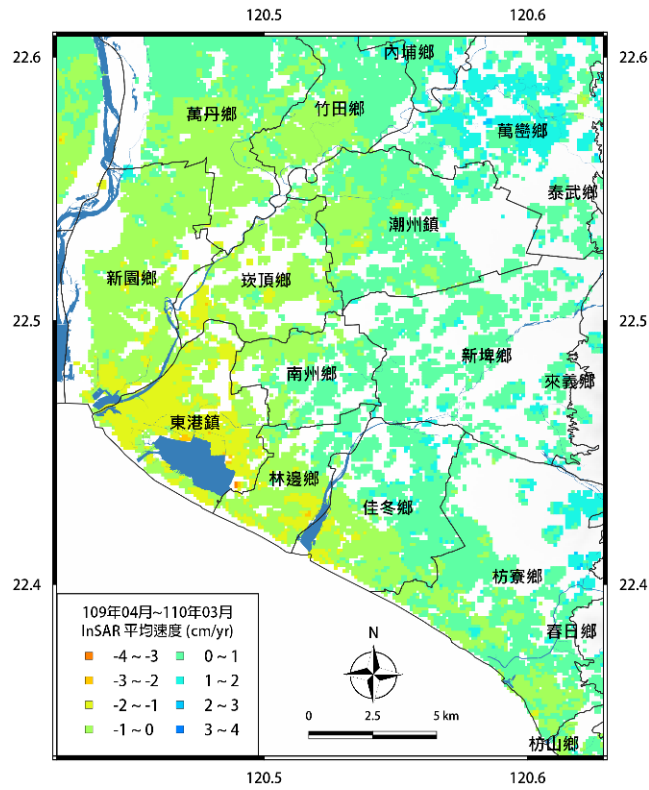 120.5 120.6
22.6 22.6
內埔鄉
竹田鄉
萬丹鄉
萬巒鄉
泰武鄉
潮州鎮
新園鄉
崁頂鄉
22.5 22.5
新埤鄉
南州鄉
來義鄉
東港鎮
林邊鄉
佳冬鄉
22.4 22.4
枋寮鄉
春日鄉
枋山鄉
109年04月~110年03月
InSAR 平均速度 (cm/yr)
-4 ~ -3 0 ~ 1
-3 ~ -2 1 ~ 2
-2 ~ -1 2 ~ 3
-1 ~ 0 3 ~ 4
N
0 2.5 5 km
120.5 120.6